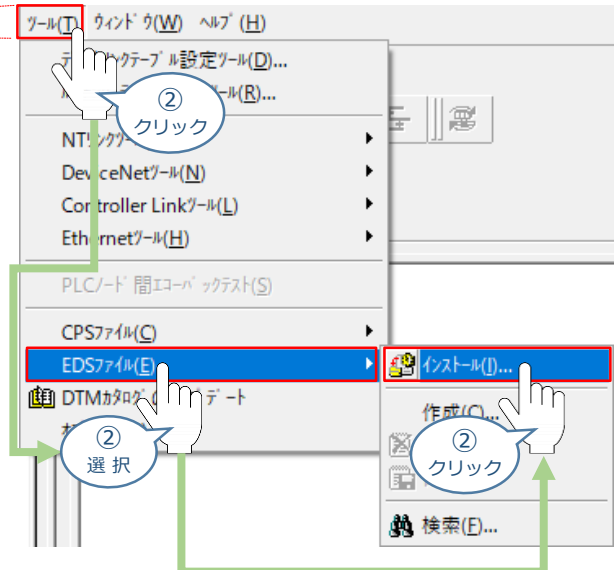 ﾂｰﾙ(T) ｳｨﾝﾄﾞｳ(W) ﾍﾙﾌﾟ(H)
ﾃﾞ ｯｸﾃｰﾌﾞﾙ設定ﾂｰﾙ(D)...
ﾂｰﾙ(R)...
②
クリック
DeviceNetﾂｰﾙ(N)
Controller Linkﾂｰﾙ(L)
Ethernetﾂｰﾙ(H)
PLCﾉｰﾄﾞ間ｴｺｰﾊﾞｯｸﾃｽﾄ(S)
CPSﾌｧｲﾙ(C)
EDSﾌｧｲﾙ(E)
ｲﾝｽﾄｰﾙ(I)...
DTMｶﾀﾛｸﾞ ﾃﾞｰﾄ
作成(C)...
②
選 択
②
クリック
検索(F)...